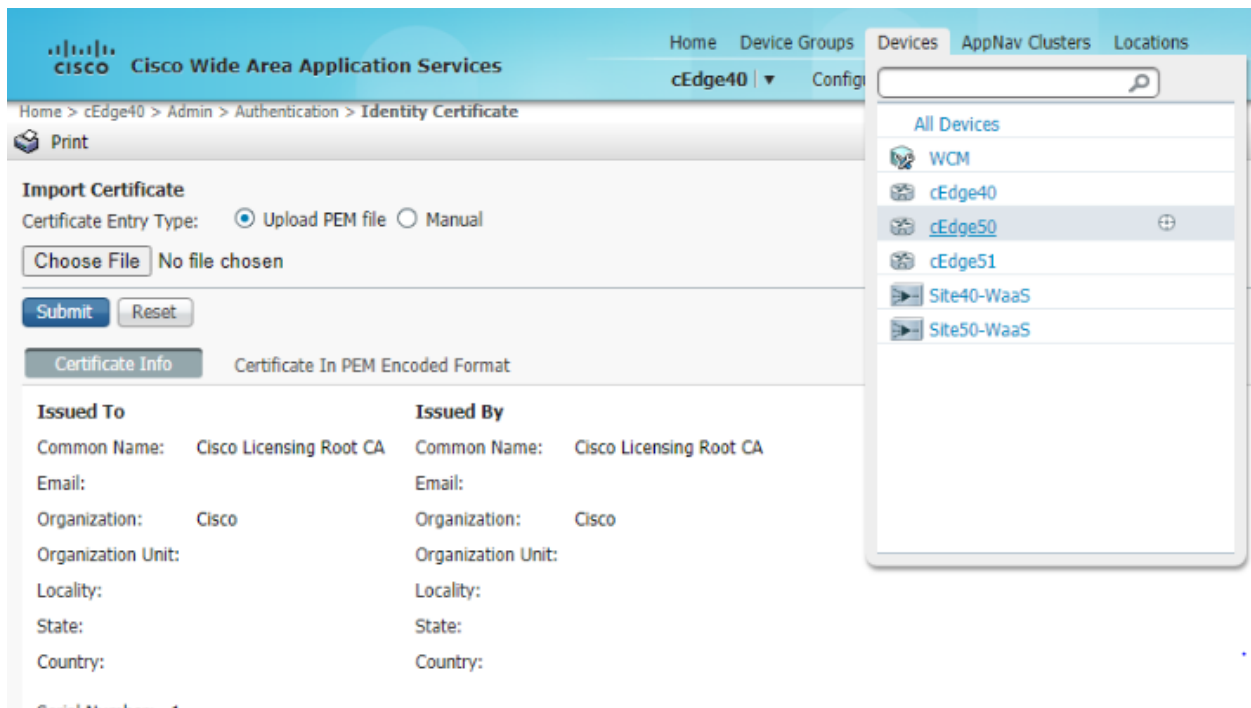 Home Device Groups Devices AppNav Clusters Locations
CISCO Cisco Wide Area Application Services
cEdge40 Config
Home > cEdge40 > Admin > Authentication > Identity Certificate
Print
All Devices
WCM
cEdge40
cEdge50
cEdge51
Site40-WaaS
Site50-WaaS
Import Certificate
Certificate Entry Type: Upload PEM file Manual
Choose File No file chosen
Submit Reset
Certificate Info Certificate In PEM Encoded Format
Issued To Issued By
Common Name: Cisco Licensing Root CA Common Name: Cisco Licensing Root CA
Email: Email:
Organization: Cisco Organization: Cisco
Organization Unit: Organization Unit:
Locality: Locality:
State: State:
Country: Country: